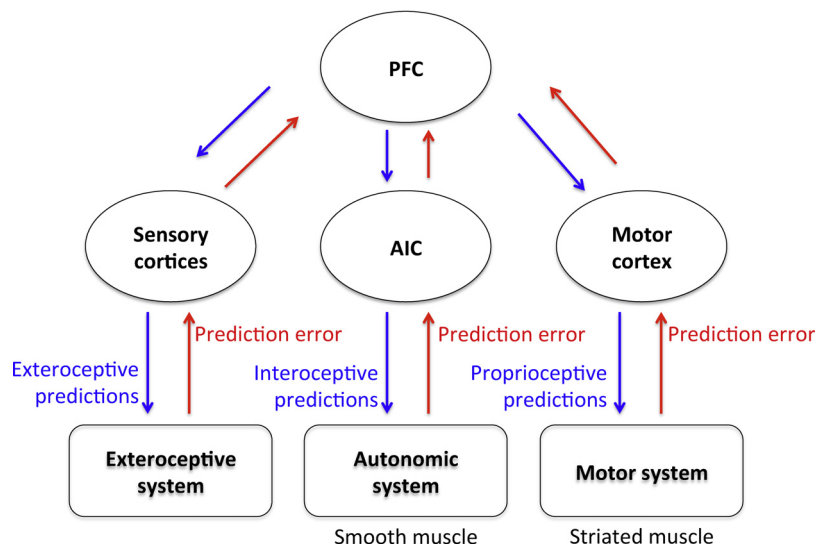 PFC
Sensory
cortices
AIC
Motor
cortex
Prediction error
Prediction error
Prediction error
Exteroceptive
predictions
Interoceptive
predictions
Proprioceptive
predictions
Exteroceptive
system
Autonomic
system
Motor system
Smooth muscle
Striated muscle